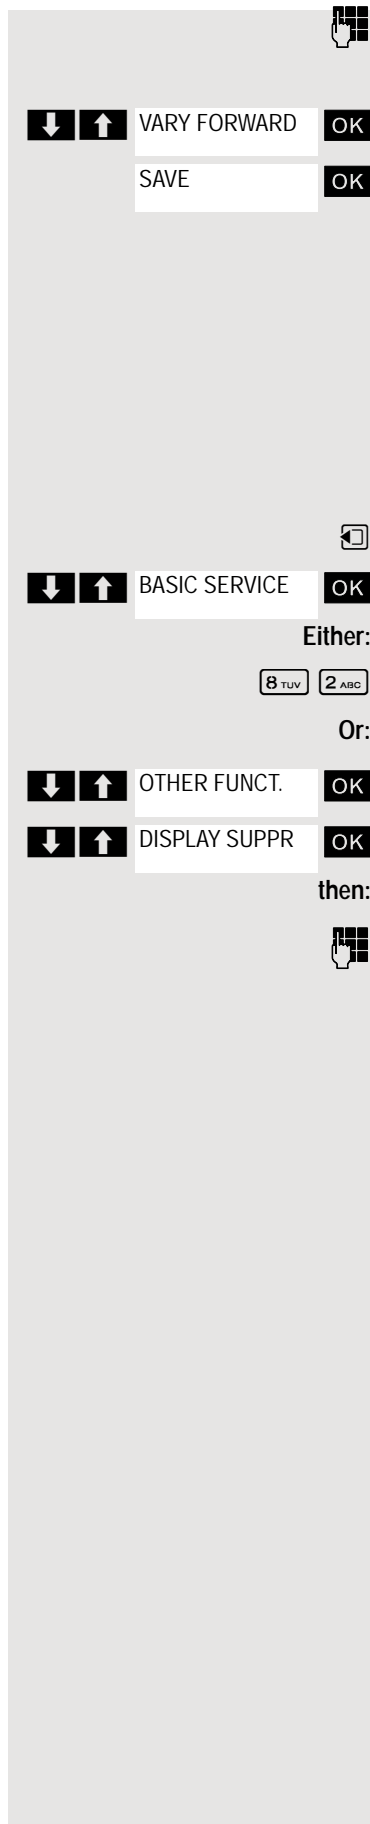 VARY FORWARD OK
SAVE OK
BASIC SERVICE OK
Either:
8 TUV 2 ABC
Or:
OTHER FUNCT. OK
DISPLAY SUPPR OK
then: